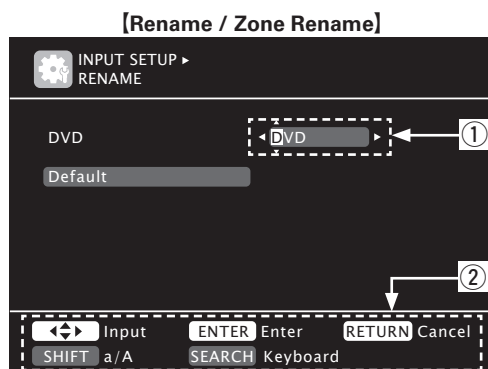 【Rename / Zone Rename】
INPUT SETUP ▸
RENAME
DVD ◂ DVD ▸ ①
Default
②
Input ENTER Enter RETURN Cancel
SHIFT a/A SEARCH Keyboard